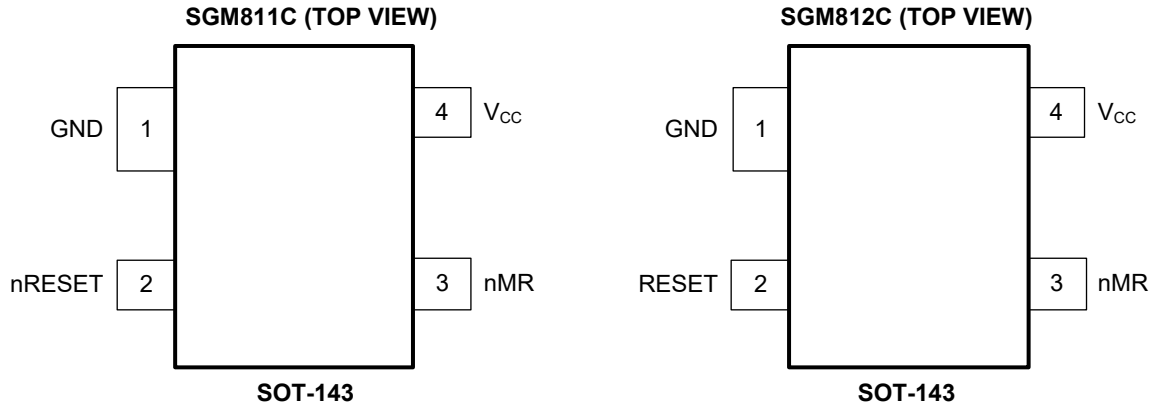 SGM811C (TOP VIEW)
GND 1
4 VCC
nRESET 2
3 nMR
SOT-143
SGM812C (TOP VIEW)
GND 1
4 VCC
RESET 2
3 nMR
SOT-143